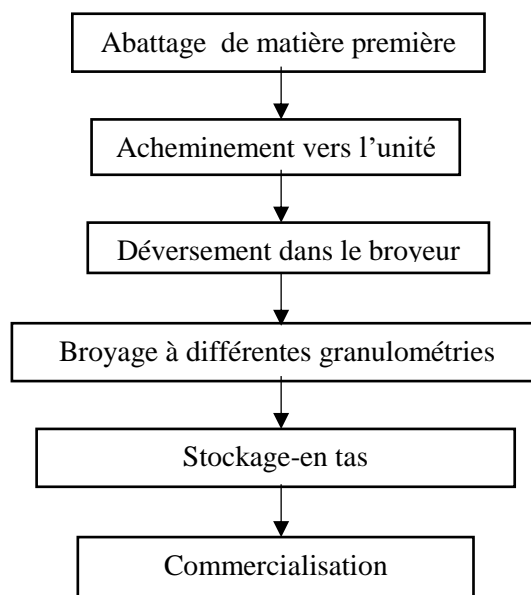 Abattage de matière première
Acheminement vers l’unité
Déversement dans le broyeur
Broyage à différentes granulométries
Stockage-en tas
Commercialisation